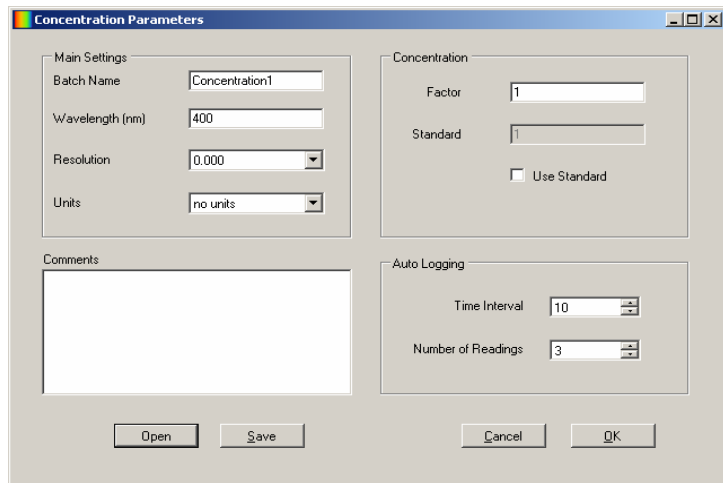 Concentration Parameters
Main Settings
Batch Name Concentration1
Wavelength (nm) 400
Resolution 0.000
Units no units
Concentration
Factor 1
Standard 1
Use Standard
Comments
Auto Logging
Time Interval 10
Number of Readings 3
Open Save Cancel OK